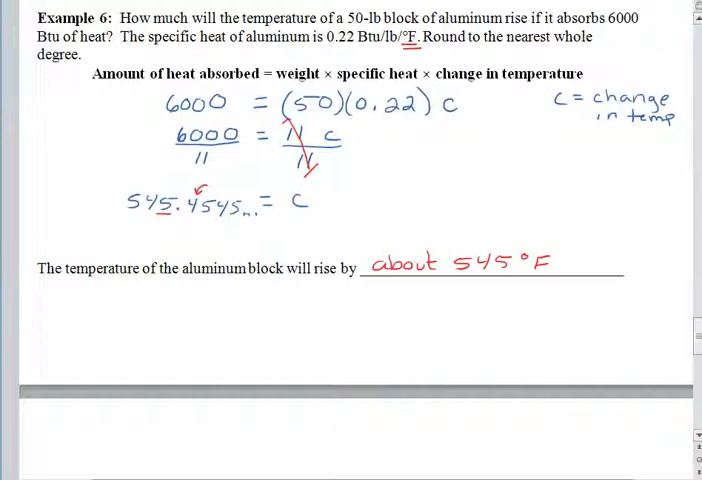 Example 6: How much will the temperature of a 50-lb block of aluminum rise if it absorbs 6000
Btu of heat? The specific heat of aluminum is 0.22 Btu/lb/°F. Round to the nearest whole
degree.
Amount of heat absorbed = weight × specific heat × change in temperature
6000 = (50)(0.22) C
C = change
in temp
6000 = 11 C
11 11
545.4545... = C
The temperature of the aluminum block will rise by about 545°F